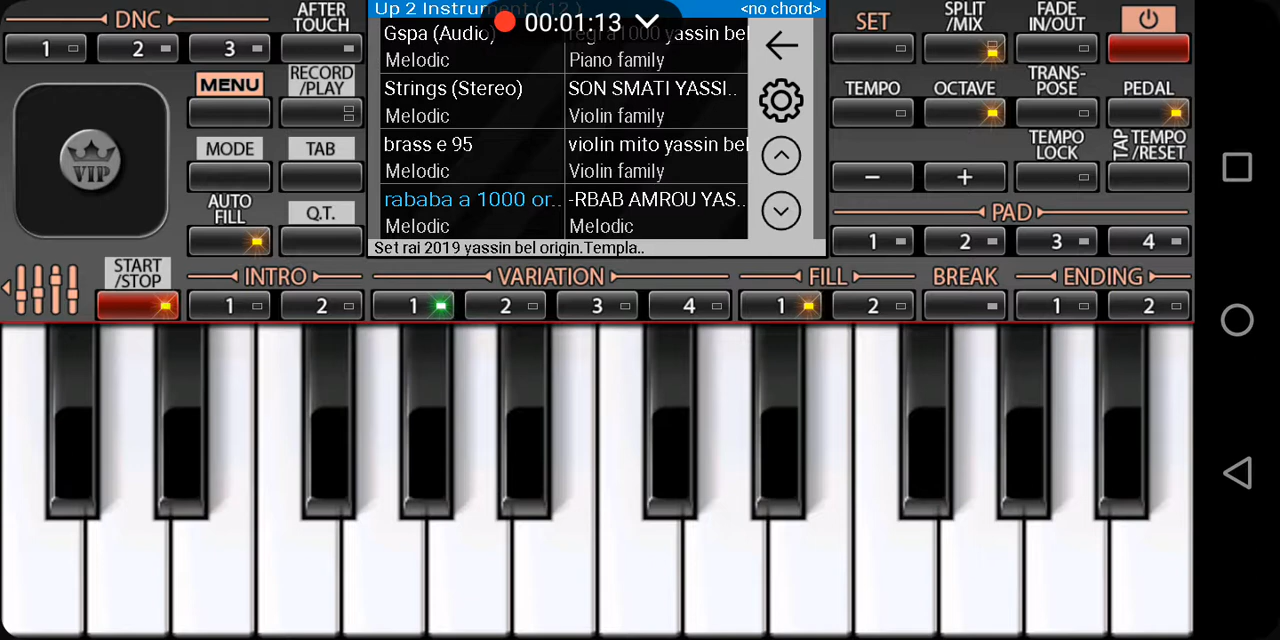 DNC
1
2
3
AFTER
TOUCH
MENU
RECORD
/PLAY
VIP
MODE
TAB
AUTO
FILL
Q.T.
START
/STOP
Up 2 Instrument ( 12 )
<no chord>
00:01:13
Gspa (Audio)
yassin bel
Melodic
Piano family
Strings (Stereo)
SON SMATI YASSI..
Melodic
Violin family
brass e 95
violin mito yassin bel
Melodic
Violin family
rababa a 1000 or..
-RBAB AMROU YAS..
Melodic
Melodic
Set rai 2019 yassin bel origin.Templa..
SET
SPLIT
/MIX
FADE
IN/OUT
TEMPO
OCTAVE
TRANS-
POSE
PEDAL
TEMPO
LOCK
TAP
TEMPO
/RESET
−
+
PAD
1
2
3
4
INTRO
1
2
VARIATION
1
2
3
4
FILL
1
2
BREAK
ENDING
1
2